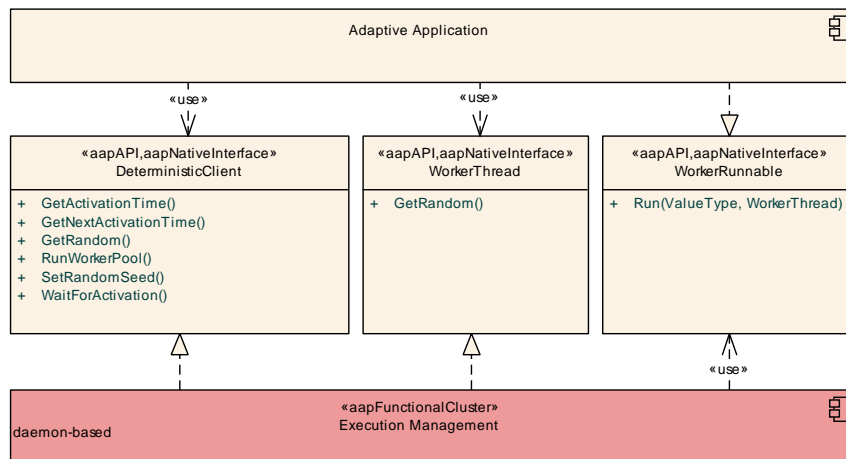 Adaptive Application
«use»
«use»
«aapAPI,aapNativeInterface»
DeterministicClient
+ GetActivationTime()
+ GetNextActivationTime()
+ GetRandom()
+ RunWorkerPool()
+ SetRandomSeed()
+ WaitForActivation()
«aapAPI,aapNativeInterface»
WorkerThread
+ GetRandom()
«aapAPI,aapNativeInterface»
WorkerRunnable
+ Run(ValueType, WorkerThread)
«use»
«aapFunctionalCluster»
Execution Management
daemon-based